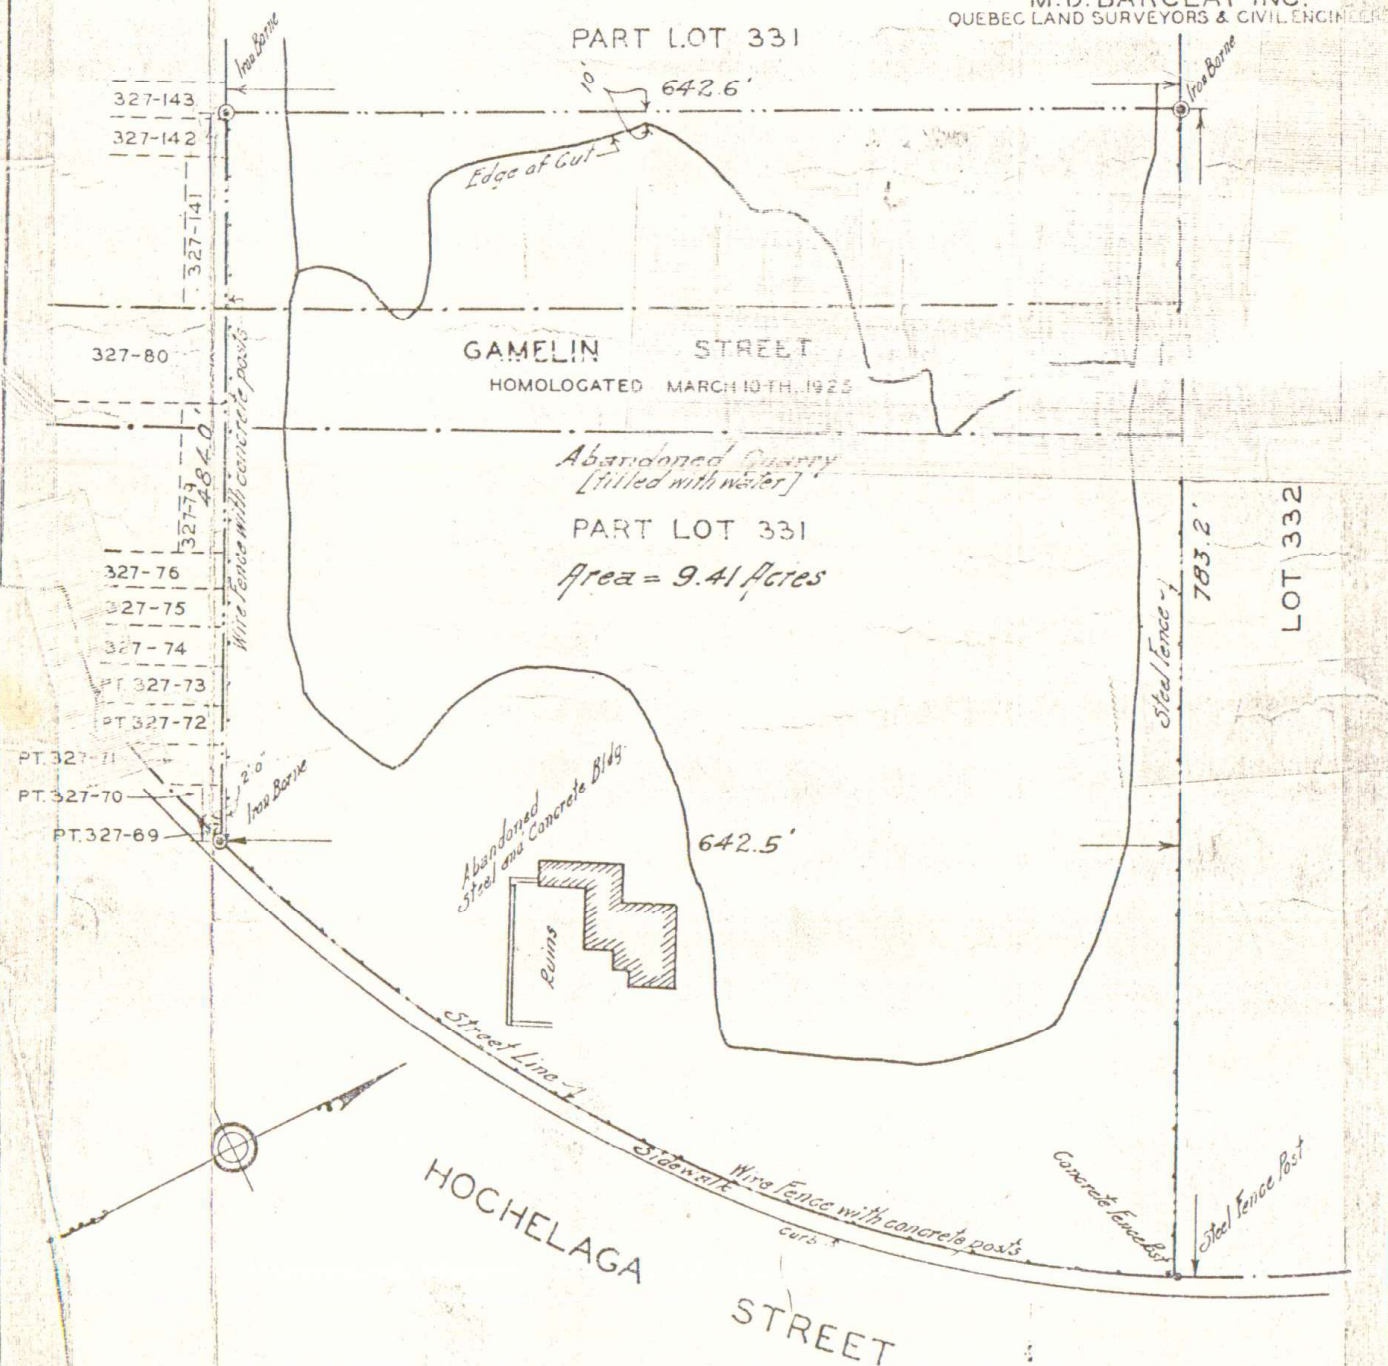 M.D. BARCLAY INC.
QUEBEC LAND SURVEYORS & CIVIL ENGINEERS
PART LOT 331
Iron Borne
10'
642.6'
Iron Borne
327-143
327-142
Edge of Cut
327-141
GAMELIN STREET
HOMOLOGATED MARCH 10TH, 1925
327-80
484.0'
Wire Fence with concrete posts
327-79
Abandoned Quarry
[filled with water]
PART LOT 331
Area = 9.41 Acres
783.2'
LOT 332
Steel Fence
327-76
327-75
327-74
PT. 327-73
PT. 327-72
PT. 327-71
PT. 327-70
PT. 327-69
2'0"
Iron Borne
Abandoned
Steel and Concrete Bldg.
642.5'
Ruins
Street Line
Sidewalk
Wire Fence with concrete posts
Curb
Concrete Fence Post
Steel Fence Post
HOCHELAGA
STREET